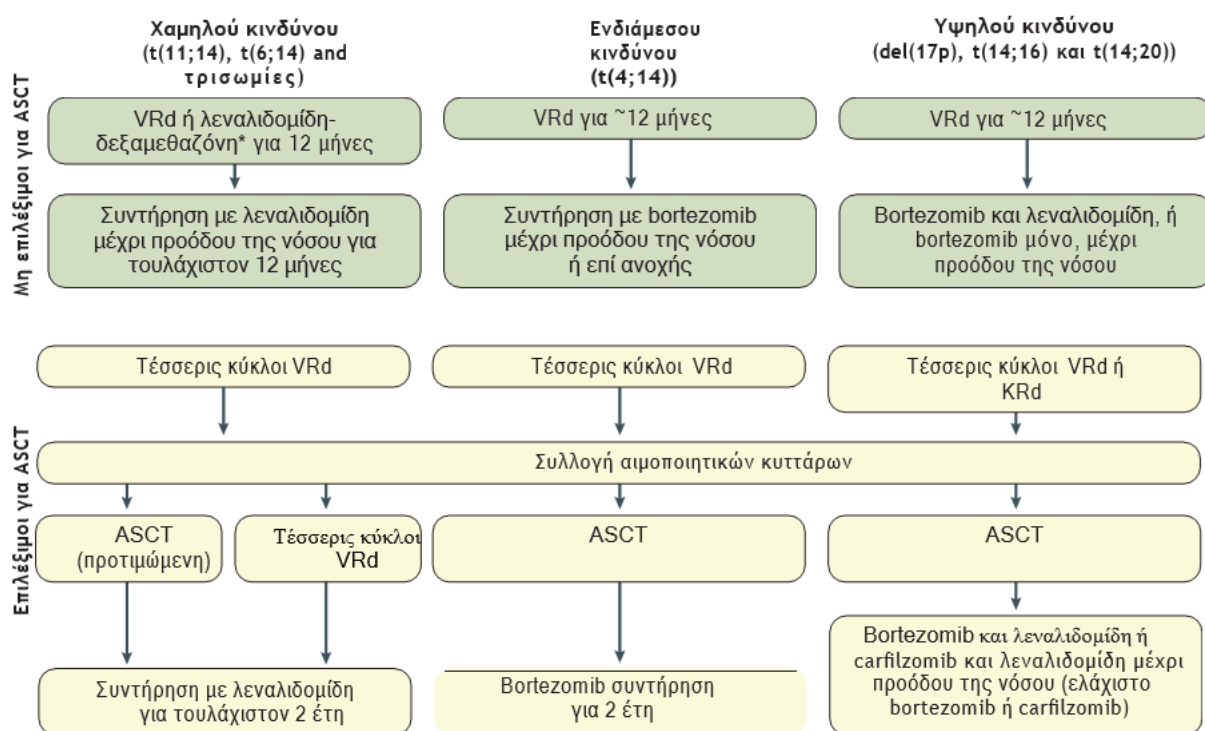 Χαμηλού κινδύνου
(t(11;14), t(6;14) and
τρισωμίες)
Ενδιάμεσου
κινδύνου
(t(4;14))
Υψηλού κινδύνου
(del(17p), t(14;16) και t(14;20))
Μη επιλέξιμοι για ASCT
VRd ή λεναλιδομίδη-
δεξαμεθαζόνη* για 12 μήνες
VRd για ~12 μήνες
VRd για ~12 μήνες
Συντήρηση με λεναλιδομίδη
μέχρι προόδου της νόσου για
τουλάχιστον 12 μήνες
Συντήρηση με bortezomib
μέχρι προόδου της νόσου
ή επί ανοχής
Bortezomib και λεναλιδομίδη, ή
bortezomib μόνο, μέχρι
προόδου της νόσου
Επιλέξιμοι για ASCT
Τέσσερις κύκλοι VRd
Τέσσερις κύκλοι VRd
Τέσσερις κύκλοι VRd ή
KRd
Συλλογή αιμοποιητικών κυττάρων
ASCT
(προτιμώμενη)
Τέσσερις κύκλοι
VRd
ASCT
ASCT
Συντήρηση με λεναλιδομίδη
για τουλάχιστον 2 έτη
Bortezomib συντήρηση
για 2 έτη
Bortezomib και λεναλιδομίδη ή
carfilzomib και λεναλιδομίδη μέχρι
προόδου της νόσου (ελάχιστο
bortezomib ή carfilzomib)